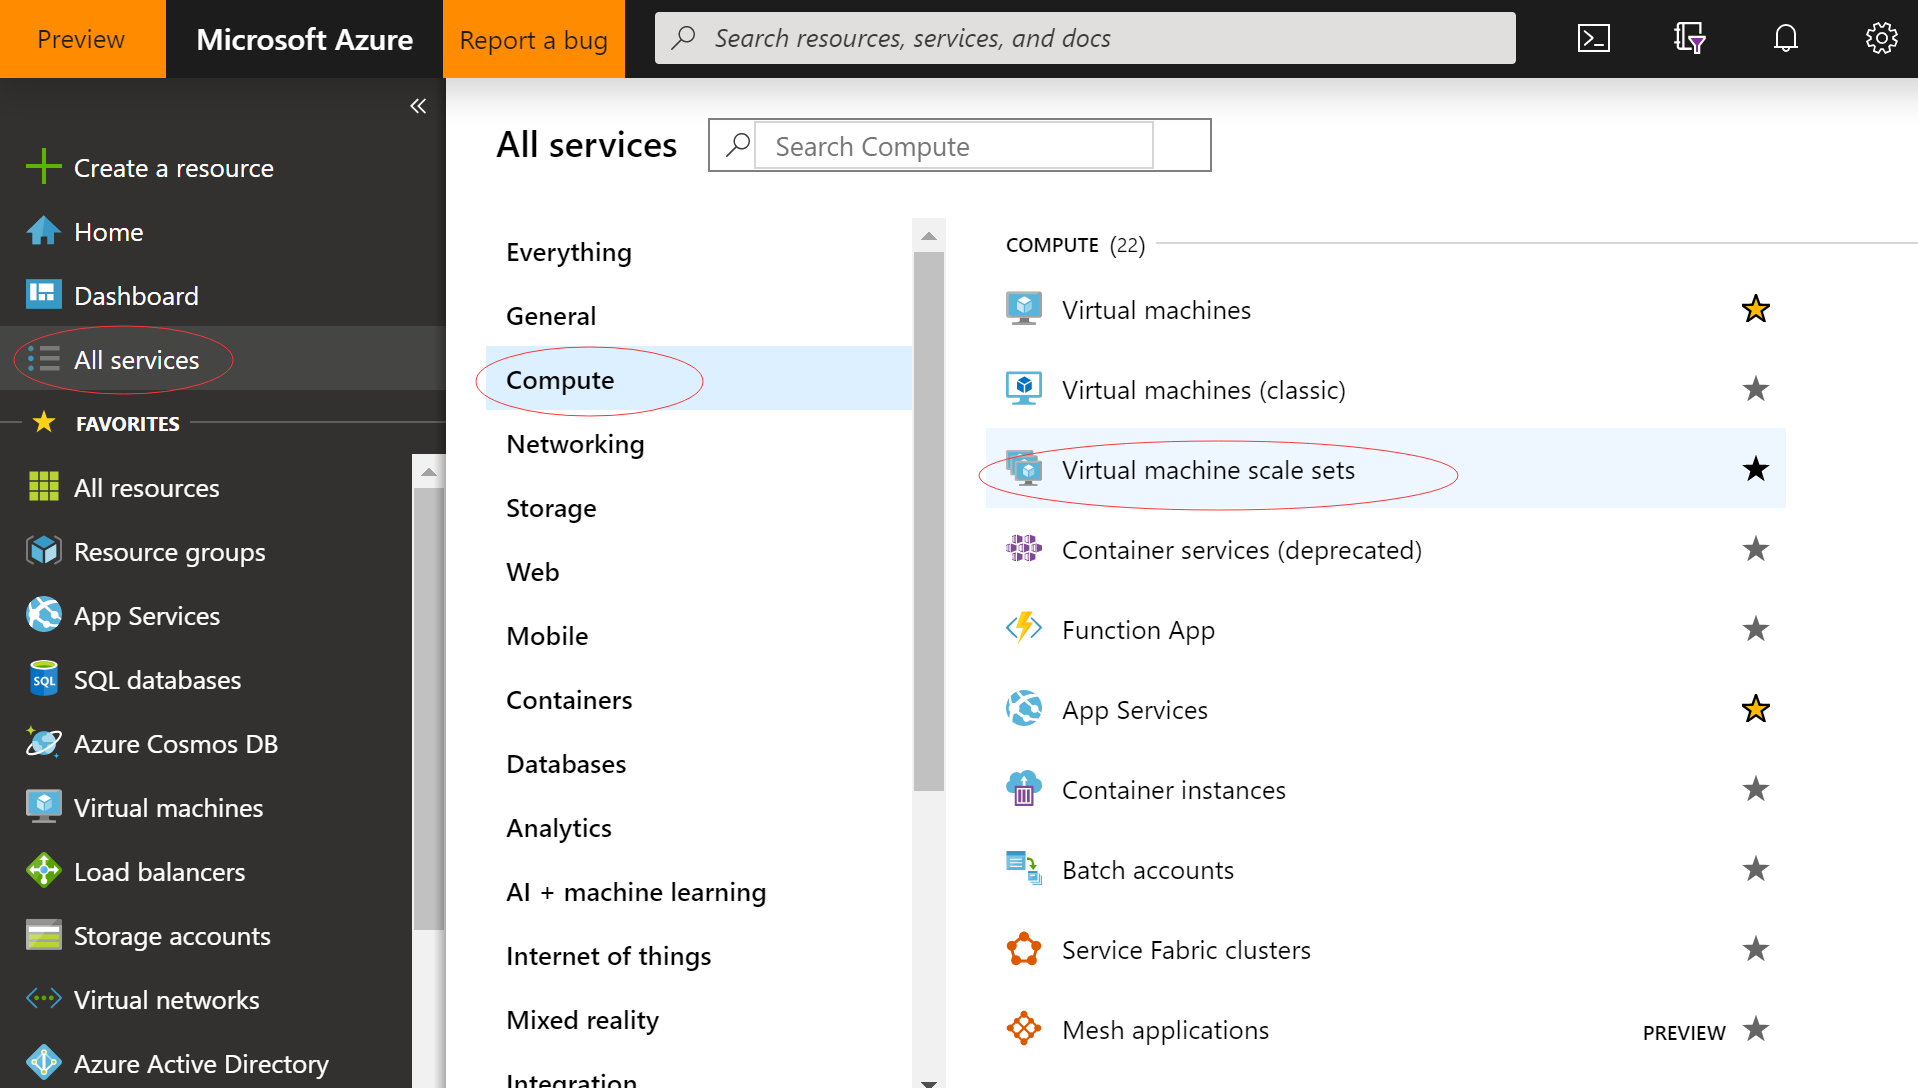 Preview
Microsoft Azure
Report a bug
Search resources, services, and docs
Create a resource
Home
Dashboard
All services
FAVORITES
All resources
Resource groups
App Services
SQL
SQL databases
Azure Cosmos DB
Virtual machines
Load balancers
Storage accounts
Virtual networks
Azure Active Directory
All services
Search Compute
Everything
General
Compute
Networking
Storage
Web
Mobile
Containers
Databases
Analytics
AI + machine learning
Internet of things
Mixed reality
Integration
COMPUTE (22)
Virtual machines
Virtual machines (classic)
Virtual machine scale sets
Container services (deprecated)
Function App
App Services
Container instances
Batch accounts
Service Fabric clusters
Mesh applications PREVIEW